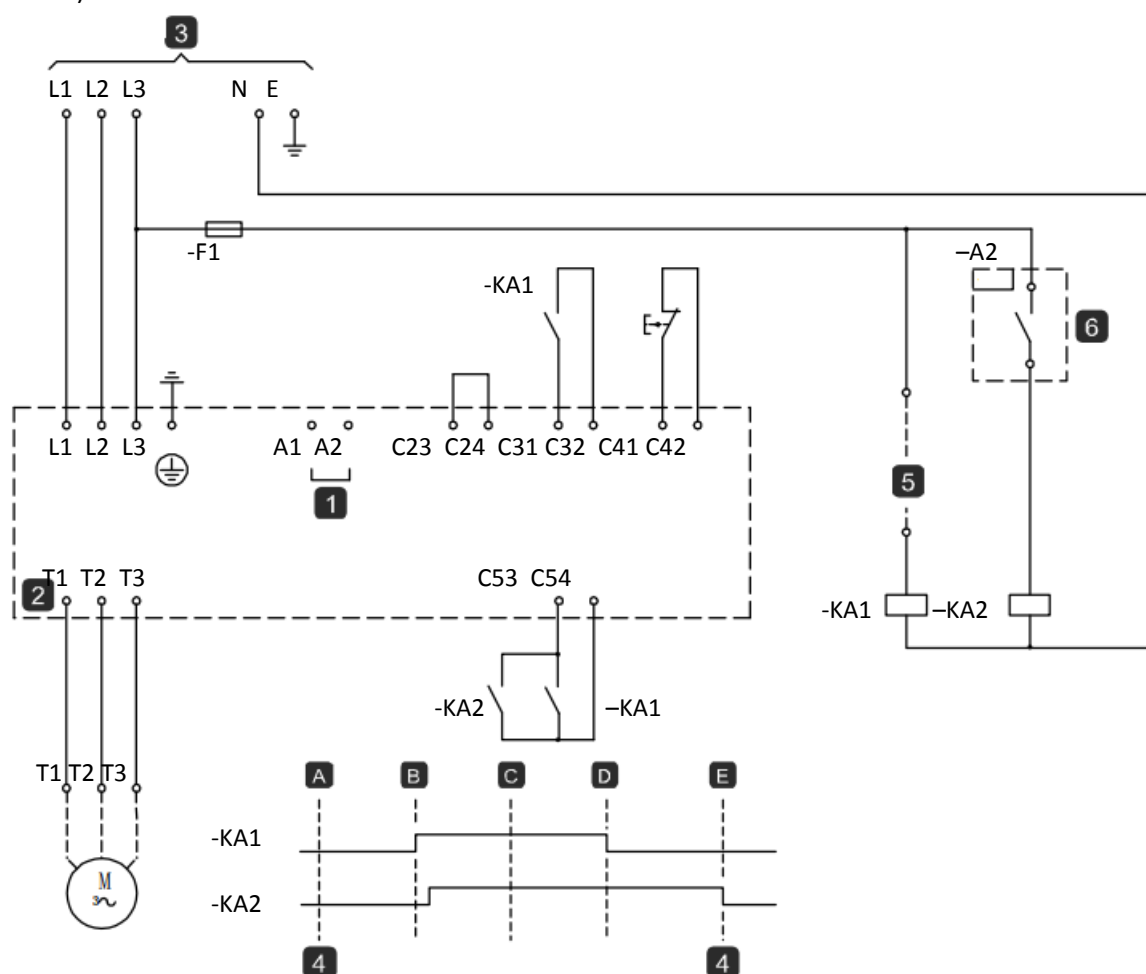 3
L1 L2 L3 N E
-F1
–A2
-KA1
6
L1 L2 L3 A1 A2 C23 C24 C31 C32 C41 C42
1
5
2
T1 T2 T3 C53 C54
-KA1 –KA2
-KA2 –KA1
T1 T2 T3
A B C D E
-KA1
M
3
-KA2
4 4